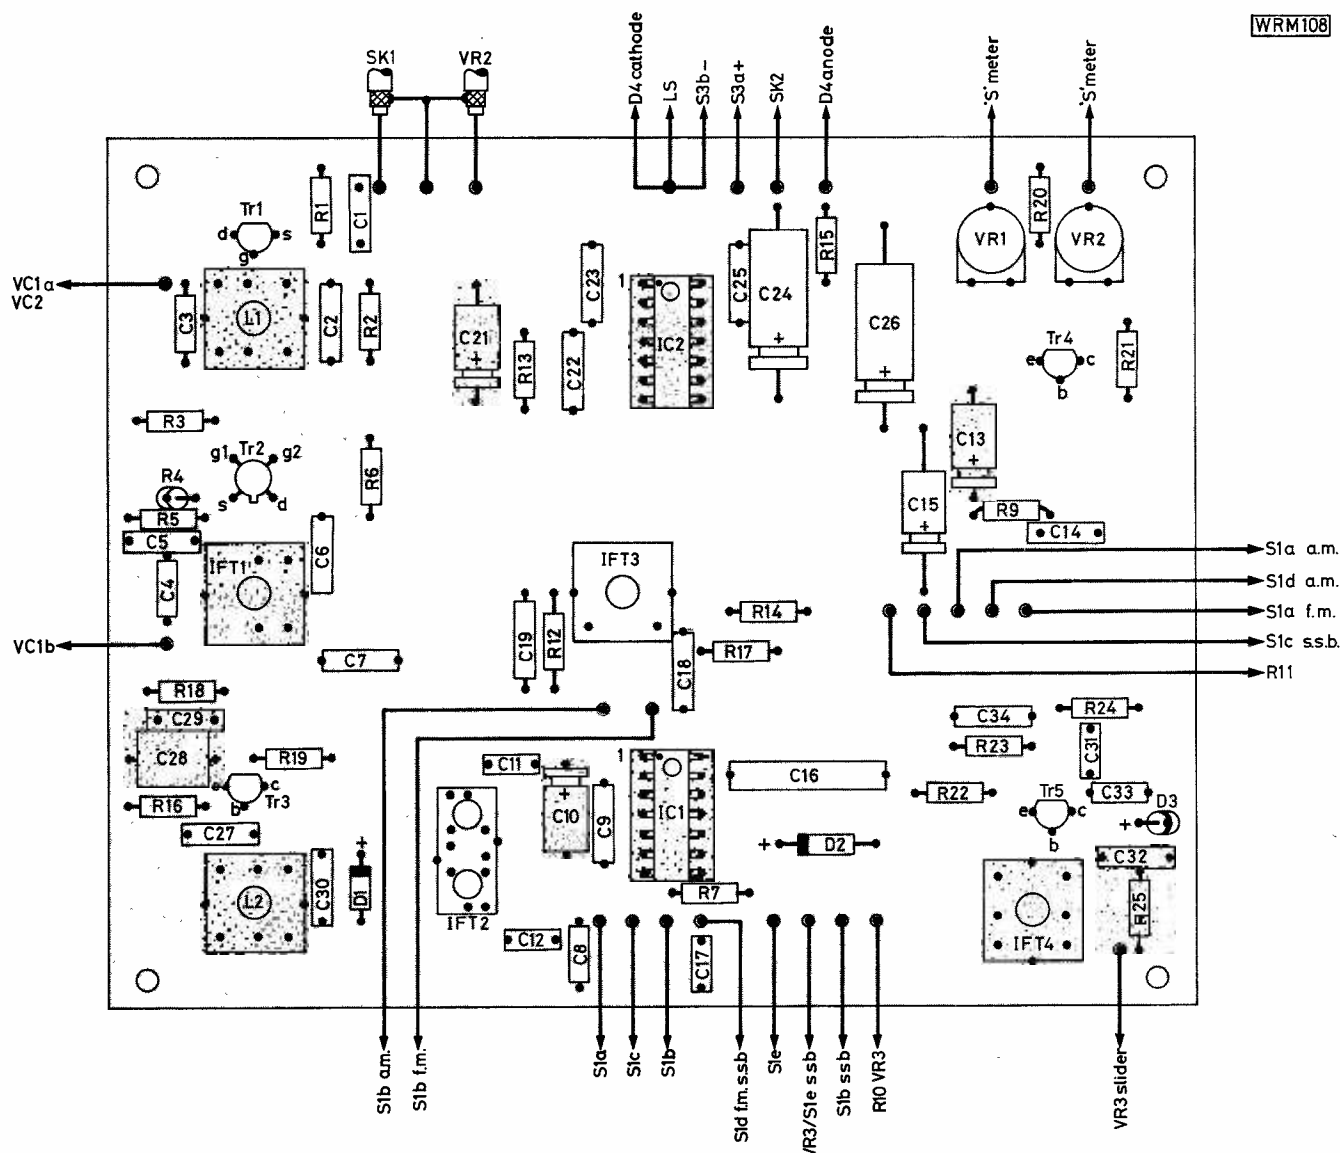 WRM108
SK1
VR2
D4 cathode
LS
S3b-
S3a+
SK2
D4 anode
'S' meter
'S' meter
R1
C1
Tr1
d
s
g
R15
R20
VR1
VR2
VC1a
VC2
C3
L1
C2
R2
C21
+
R13
C23
C22
1
IC2
C25
C24
+
C26
+
Tr4
e
c
b
R21
R3
g1
Tr2
g2
s
d
R4
R5
C5
R6
C13
+
C15
+
R9
C14
IFT1
C6
C4
IFT3
S1a a.m.
S1d a.m.
S1a f.m.
S1c s.s.b.
R11
VC1b
C7
C19
R12
C18
R14
R17
R18
C29
C28
R19
e
c
b
Tr3
R16
C27
L2
C30
+
D1
C11
C10
+
C9
1
IC1
C16
+
D2
R7
IFT2
C12
C8
C17
C34
R23
R22
R24
C31
C33
Tr5
e
c
b
D3
+
C32
R25
IFT4
S1b a.m.
S1b f.m.
S1a
S1c
S1b
S1d f.m. s.s.b
S1e
VR3/S1e s s b
S1b s s b
R10 VR3
VR3 slider